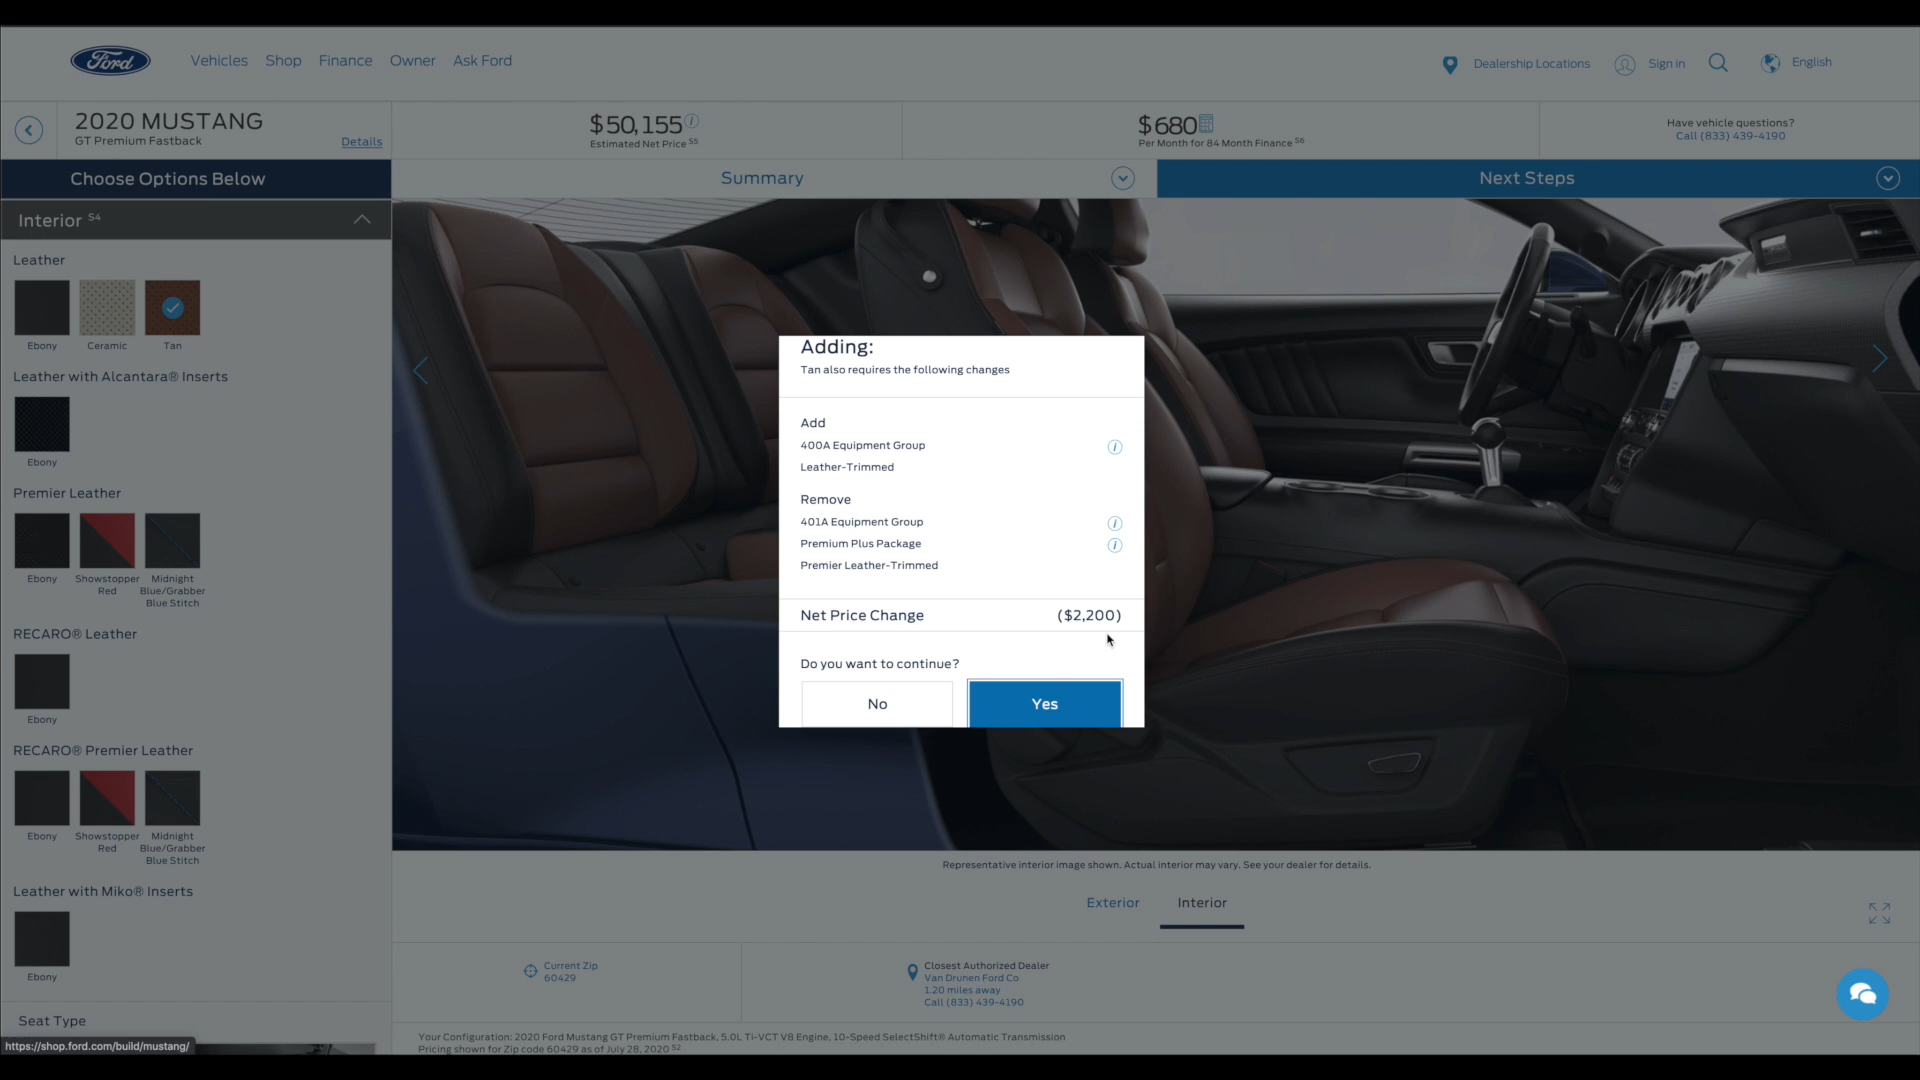 Ford
Vehicles
Shop
Finance
Owner
Ask Ford
Dealership Locations
Sign in
English
2020 MUSTANG
GT Premium Fastback
Details
$50,155
Estimated Net Price S5
$680
Per Month for 84 Month Finance S6
Have vehicle questions?
Call (833) 439-4190
Choose Options Below
Summary
Next Steps
Interior S4
Leather
Ebony
Ceramic
Tan
Leather with Alcantara® Inserts
Ebony
Premier Leather
Ebony
Showstopper
Red
Midnight
Blue/Grabber
Blue Stitch
RECARO® Leather
Ebony
RECARO® Premier Leather
Ebony
Showstopper
Red
Midnight
Blue/Grabber
Blue Stitch
Leather with Miko® Inserts
Ebony
Seat Type
https://shop.ford.com/build/mustang/
Adding:
Tan also requires the following changes
Add
400A Equipment Group
Leather-Trimmed
Remove
401A Equipment Group
Premium Plus Package
Premier Leather-Trimmed
Net Price Change ($2,200)
Do you want to continue?
No
Yes
Representative interior image shown. Actual interior may vary. See your dealer for details.
Exterior
Interior
Current Zip
60429
Closest Authorized Dealer
Van Drunen Ford Co
1.20 miles away
Call (833) 439-4190
Your Configuration: 2020 Ford Mustang GT Premium Fastback, 5.0L Ti-VCT V8 Engine, 10-Speed SelectShift® Automatic Transmission
Pricing shown for Zip code 60429 as of July 28, 2020 S2